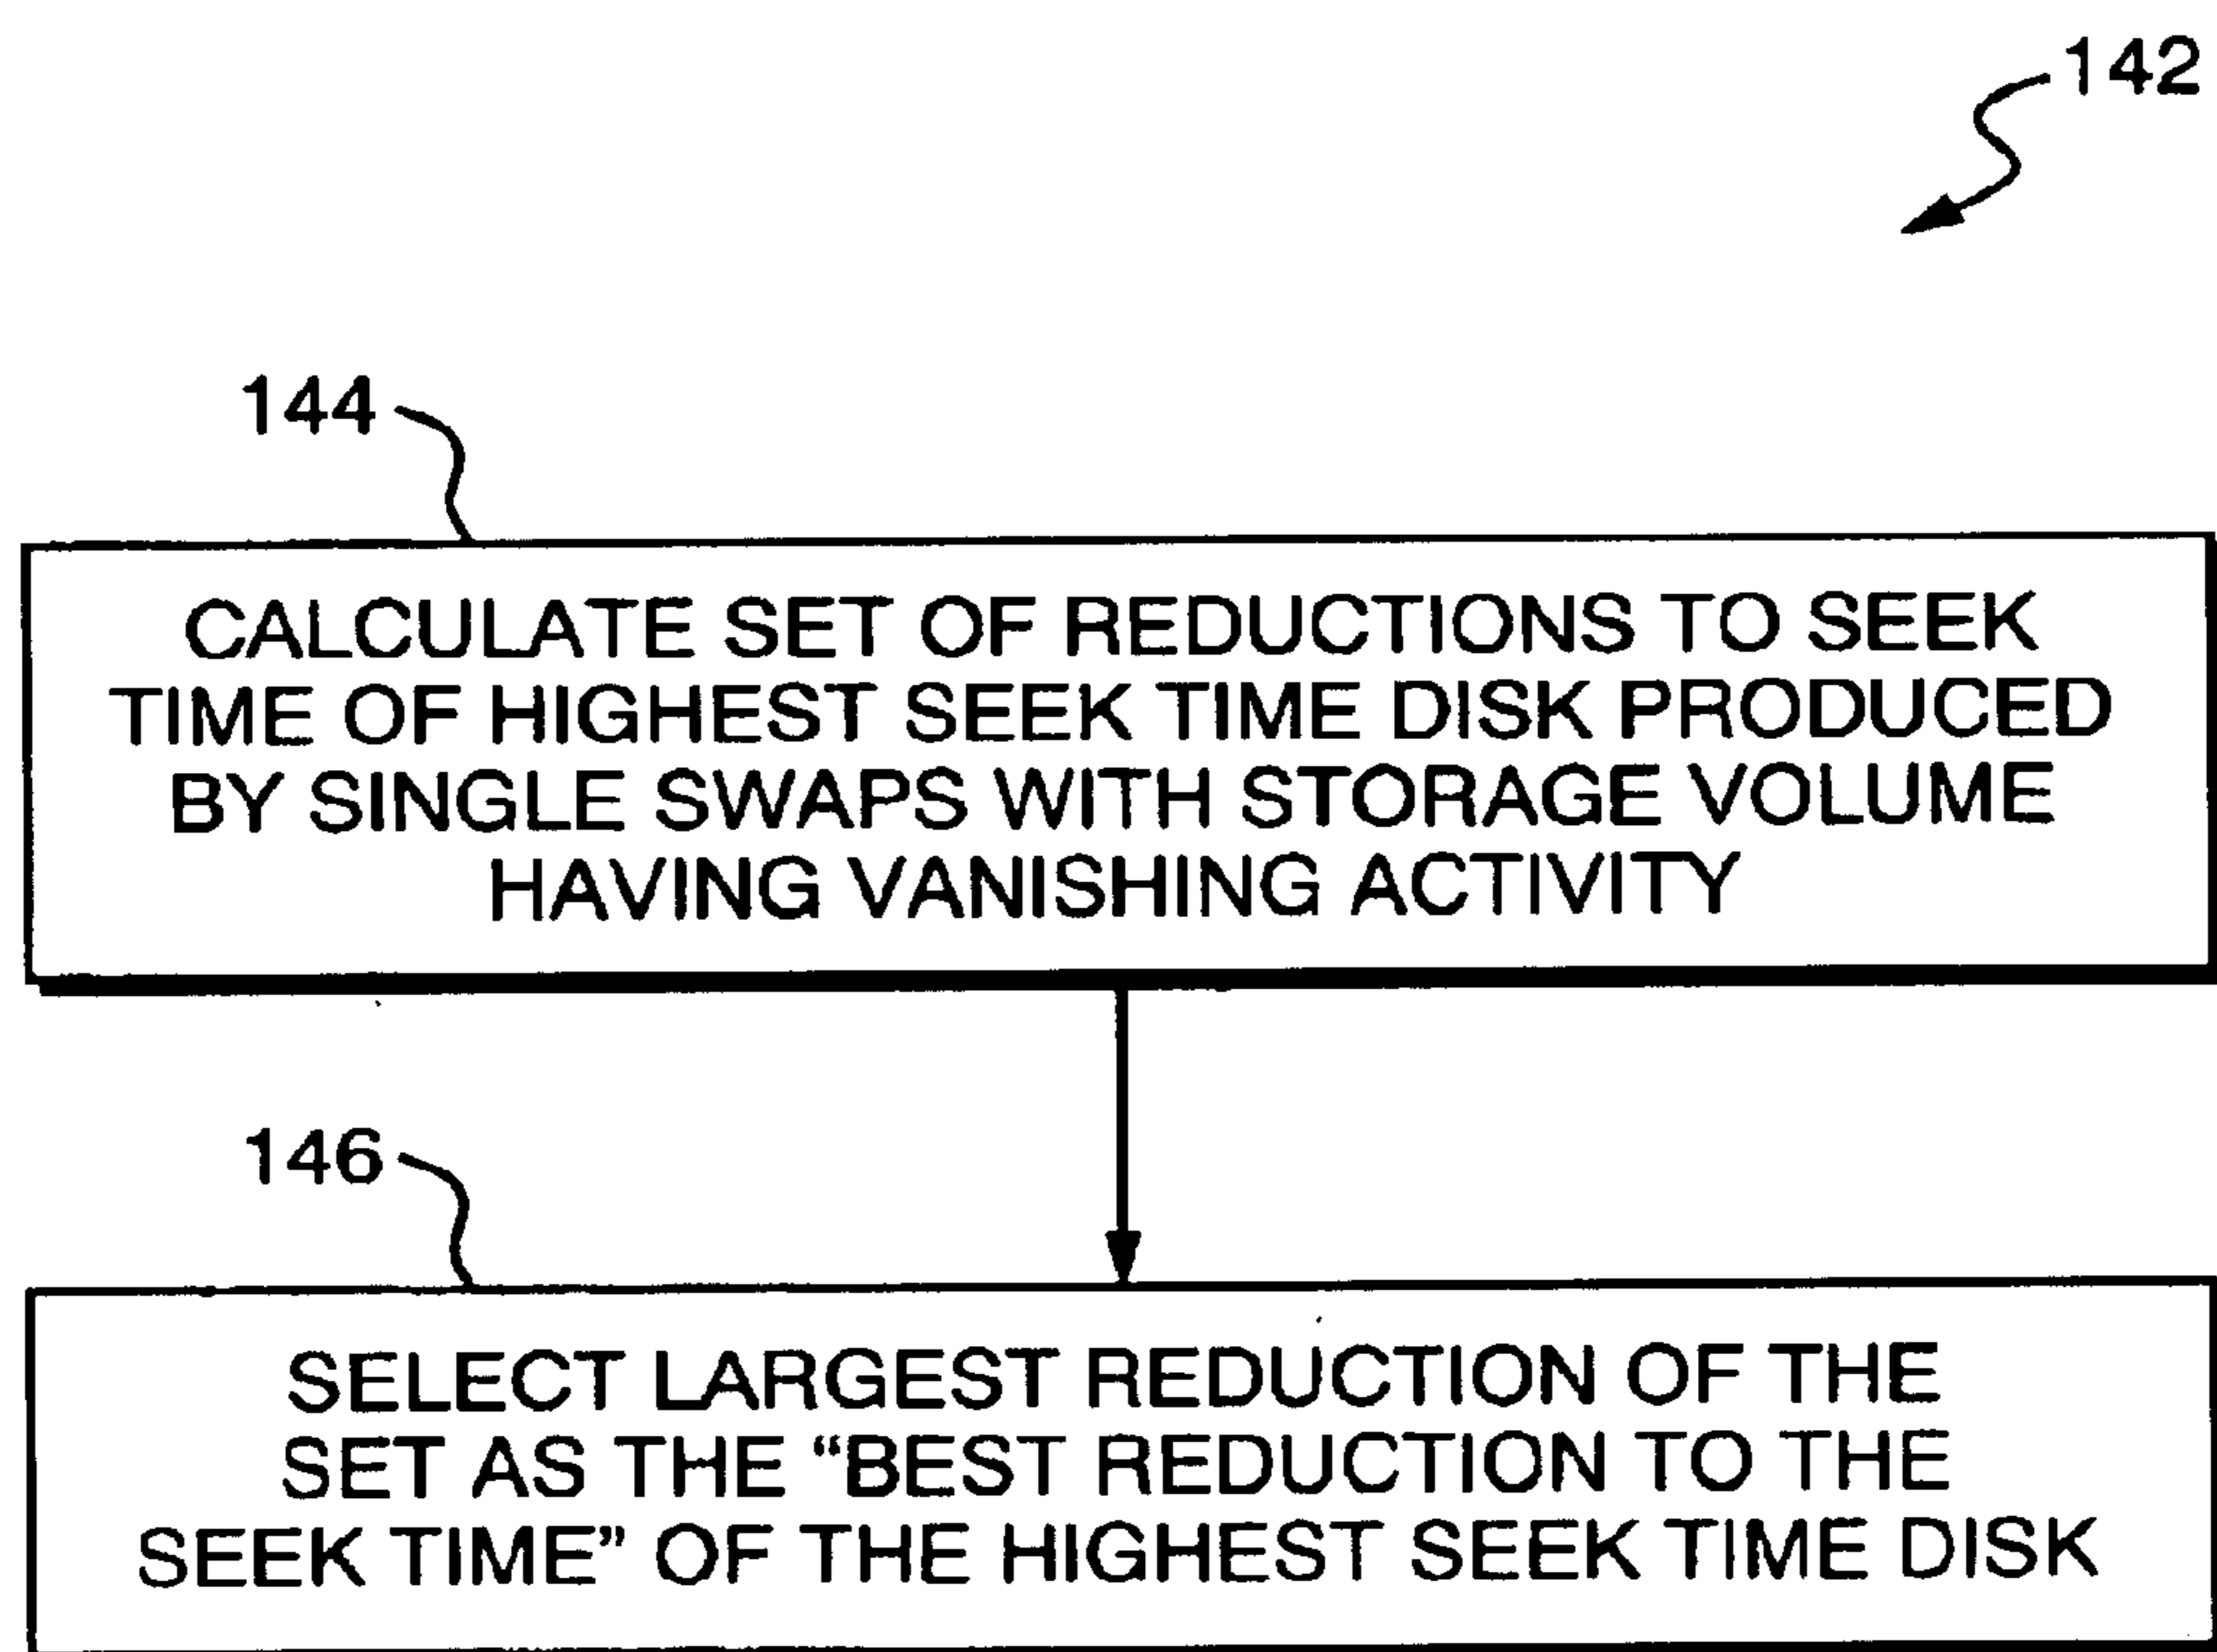 142
144
CALCULATE SET OF REDUCTIONS TO SEEK
TIME OF HIGHEST SEEK TIME DISK PRODUCED
BY SINGLE SWAPS WITH STORAGE VOLUME
HAVING VANISHING ACTIVITY
146
SELECT LARGEST REDUCTION OF THE
SET AS THE “BEST REDUCTION TO THE
SEEK TIME” OF THE HIGHEST SEEK TIME DISK